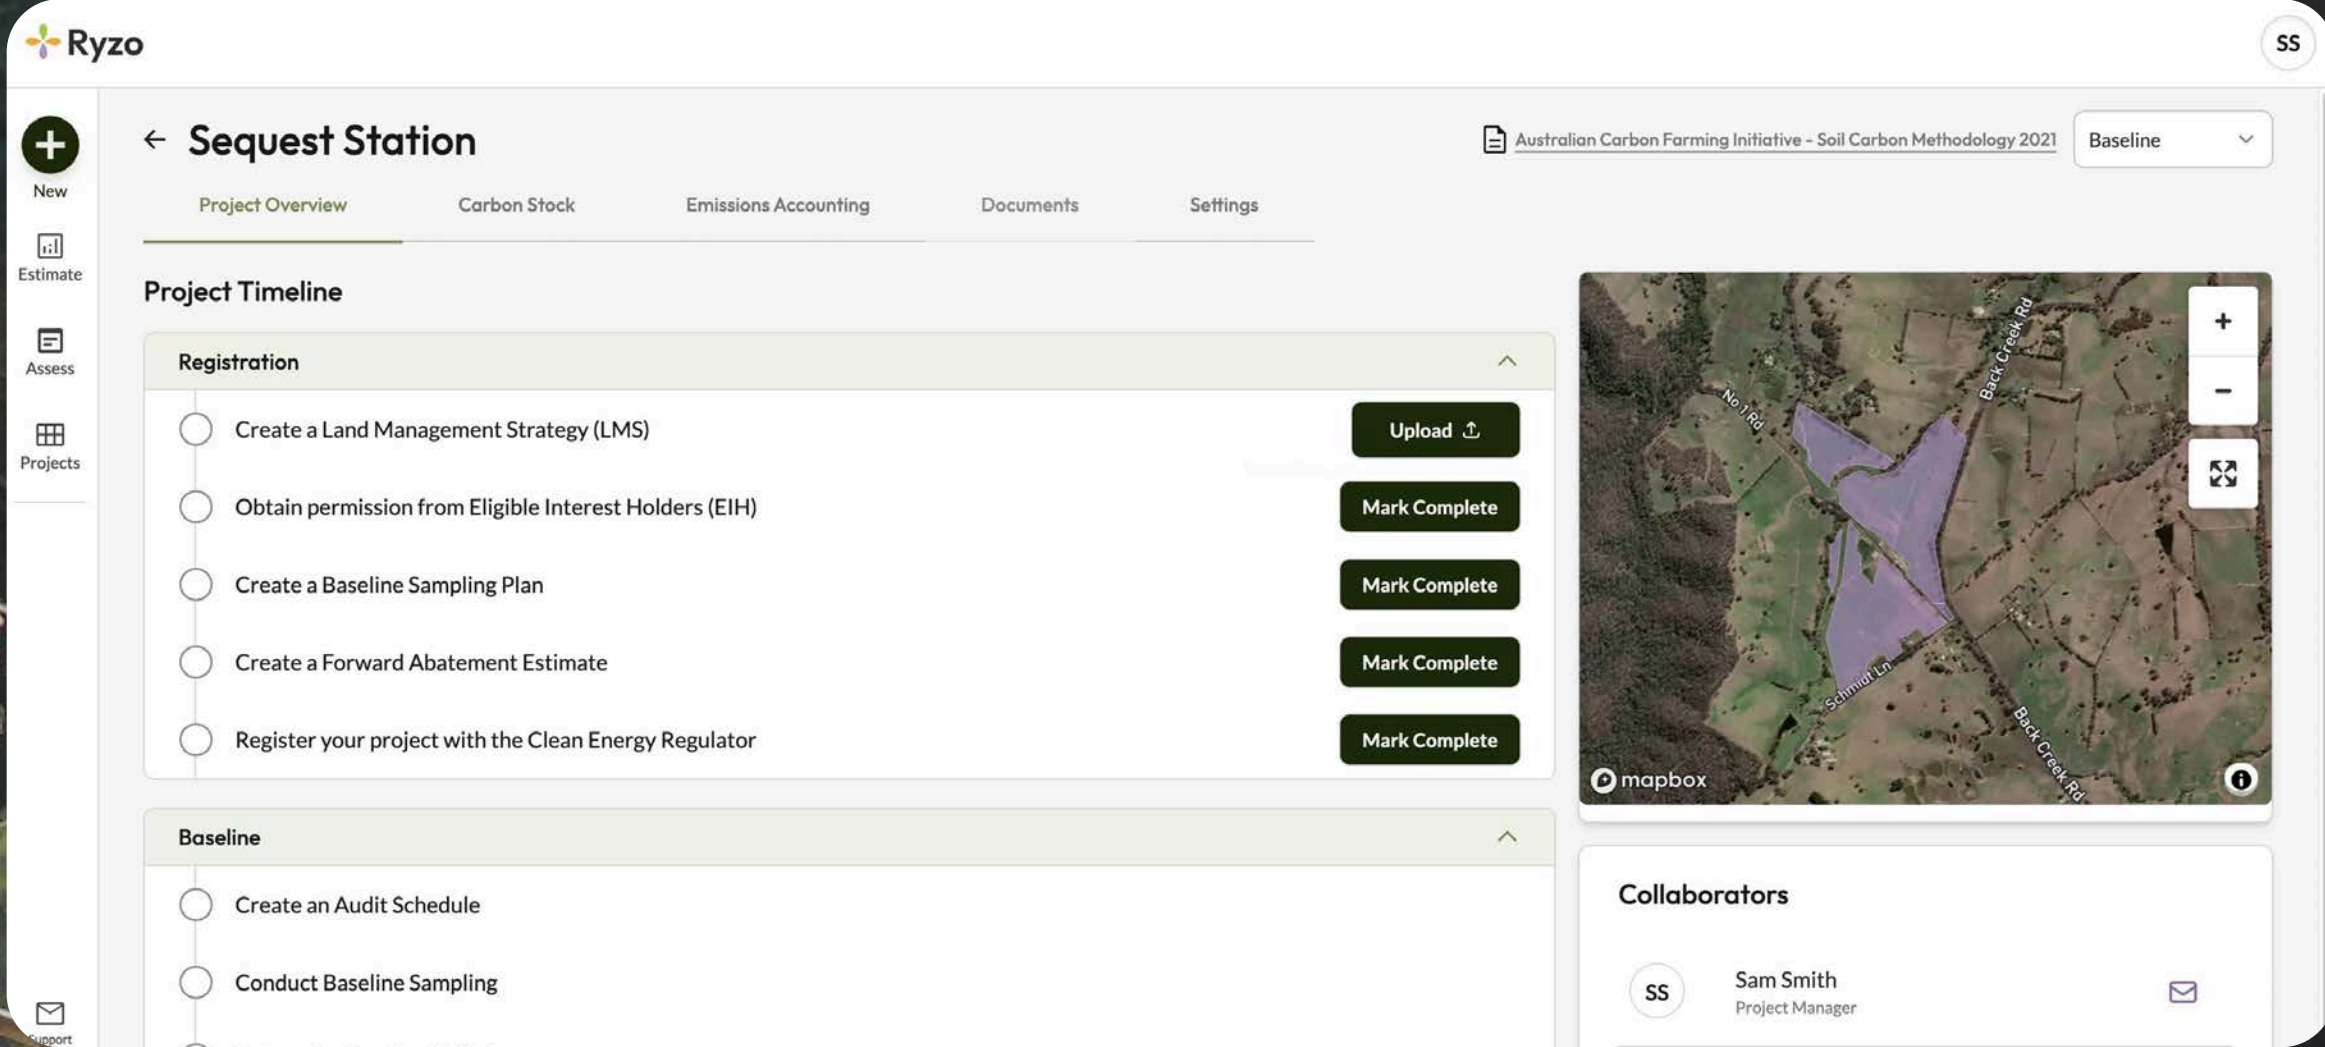 Ryzo
SS
New
Estimate
Assess
Projects
Support
Sequest Station
Australian Carbon Farming Initiative - Soil Carbon Methodology 2021
Baseline
Project Overview
Carbon Stock
Emissions Accounting
Documents
Settings
Project Timeline
Registration
Create a Land Management Strategy (LMS)
Upload
Obtain permission from Eligible Interest Holders (EIH)
Mark Complete
Create a Baseline Sampling Plan
Mark Complete
Create a Forward Abatement Estimate
Mark Complete
Register your project with the Clean Energy Regulator
Mark Complete
Baseline
Create an Audit Schedule
Conduct Baseline Sampling
Back Creek Rd
No 1 Rd
Schmidt Ln
Back Creek Rd
mapbox
Collaborators
SS
Sam Smith
Project Manager